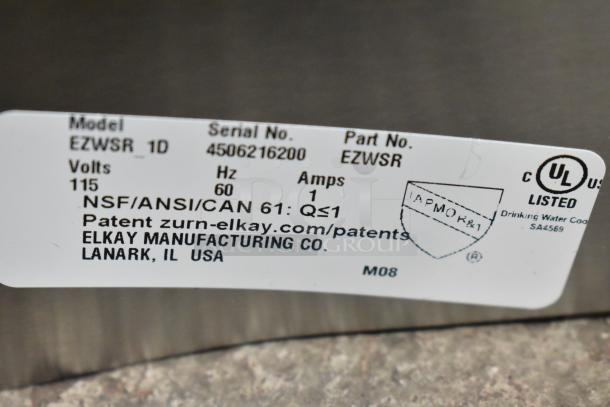 Model Serial No. Part No.
EZWSR_1D 4506216200 EZWSR
Volts Hz Amps
115 60 1
NSF/ANSI/CAN 61: Q≤1
Patent zurn-elkay.com/patents
ELKAY MANUFACTURING CO.
LANARK, IL USA
M08
IAPMO R&T
®
C UL US
LISTED
Drinking Water Coo
SA4569
GROUP